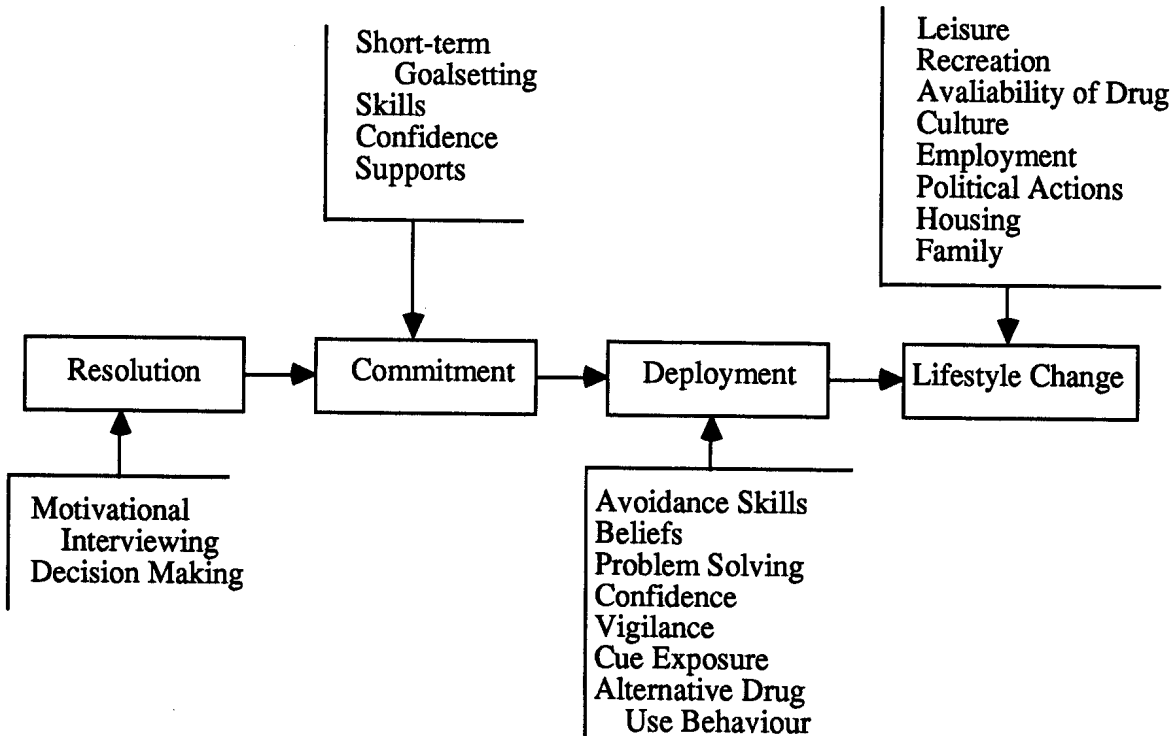 Short-term
Goalsetting
Skills
Confidence
Supports
Leisure
Recreation
Avaliability of Drug
Culture
Employment
Political Actions
Housing
Family
Resolution
Commitment
Deployment
Lifestyle Change
Motivational
Interviewing
Decision Making
Avoidance Skills
Beliefs
Problem Solving
Confidence
Vigilance
Cue Exposure
Alternative Drug
Use Behaviour